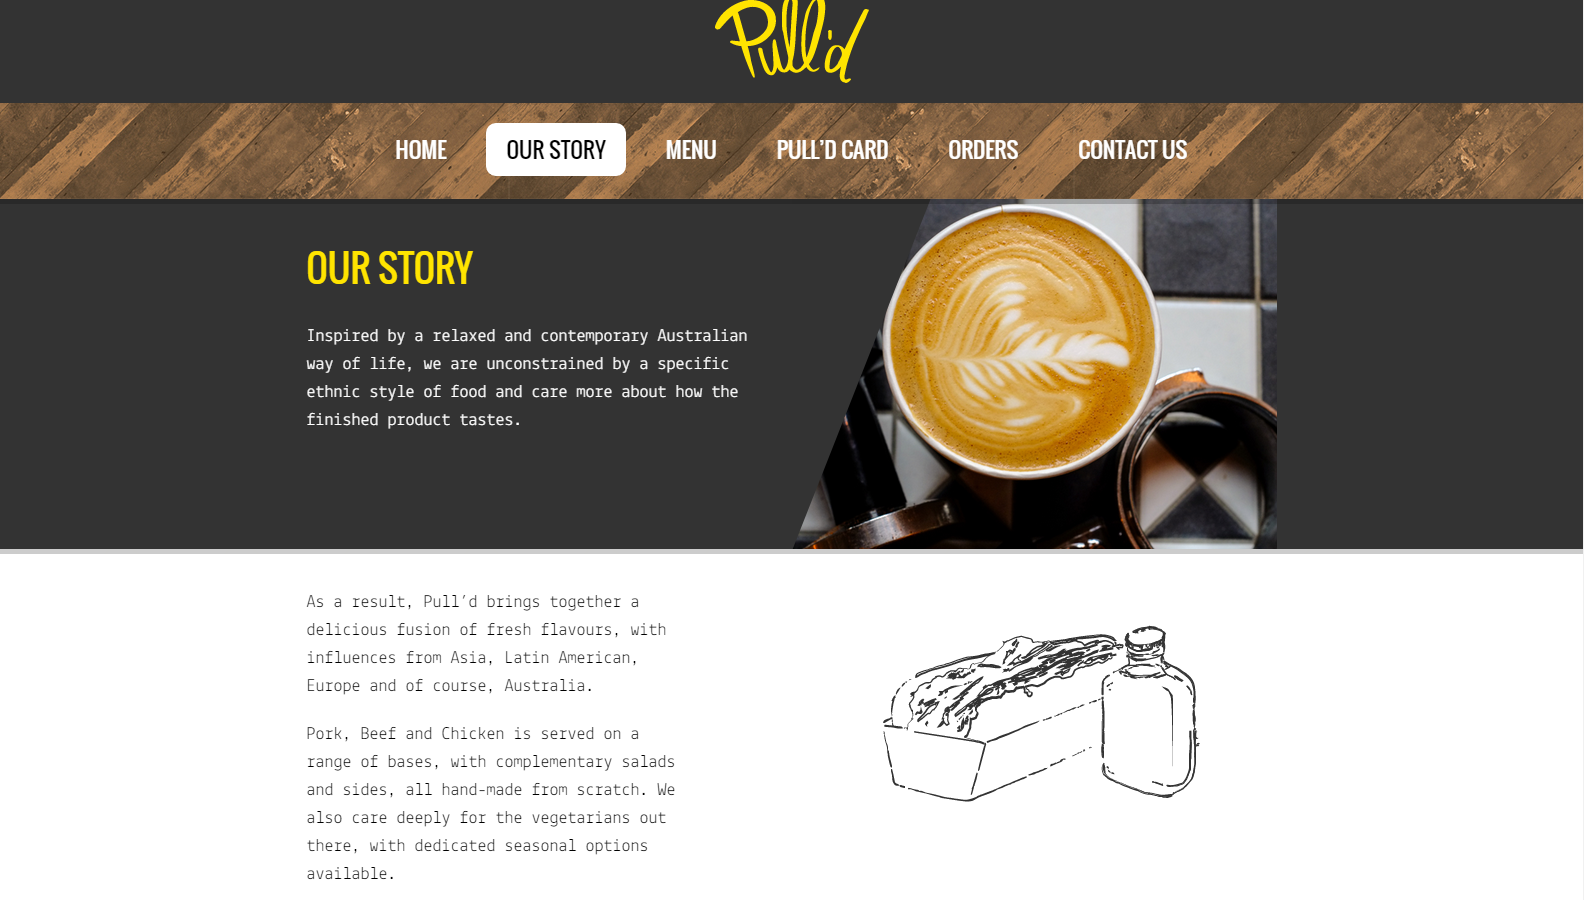 Pull'd
HOME OUR STORY MENU PULL'D CARD ORDERS CONTACT US
OUR STORY
Inspired by a relaxed and contemporary Australian
way of life, we are unconstrained by a specific
ethnic style of food and care more about how the
finished product tastes.
As a result, Pull'd brings together a
delicious fusion of fresh flavours, with
influences from Asia, Latin American,
Europe and of course, Australia.
Pork, Beef and Chicken is served on a
range of bases, with complementary salads
and sides, all hand-made from scratch. We
also care deeply for the vegetarians out
there, with dedicated seasonal options
available.